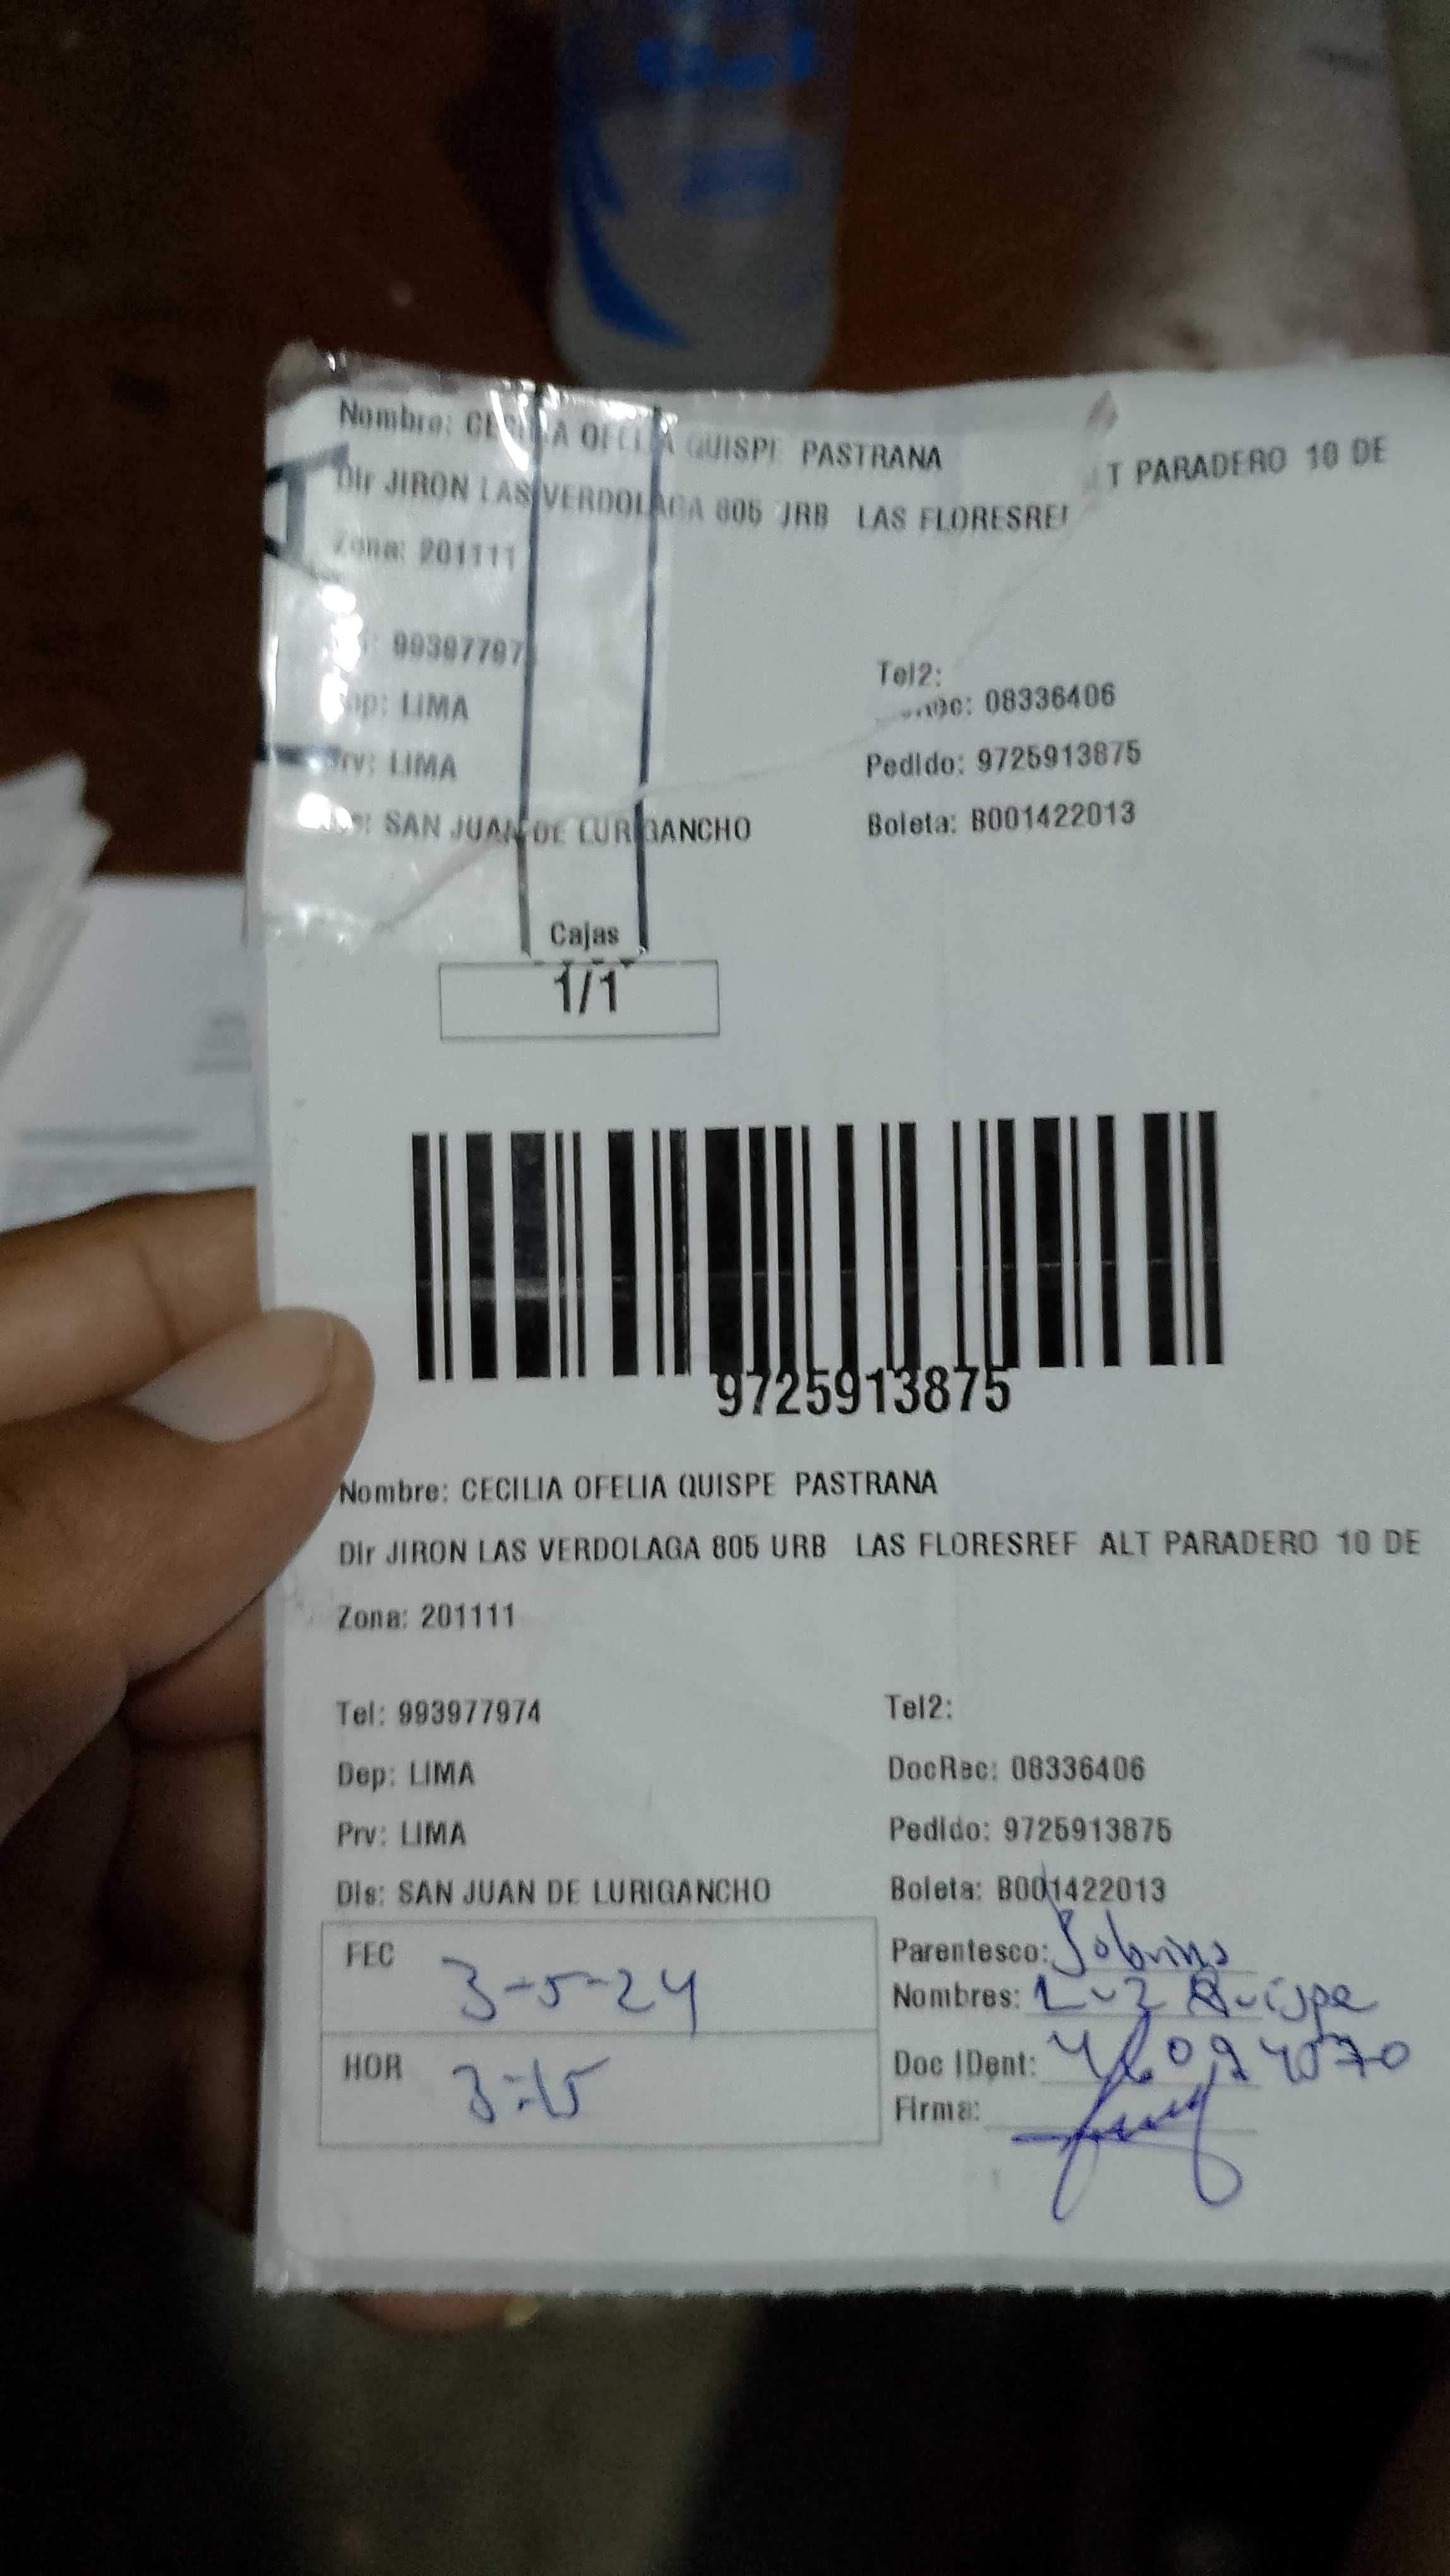 Nombre: CECILIA OFELIA QUISPE PASTRANA
Dir JIRON LAS VERDOLAGA 805 URB LAS FLORESREF T PARADERO 10 DE
Zona: 201111
: 99397797
Tel2:
LIMA
08336406
Prv: LIMA
Pedido: 9725913875
SAN JUAN DE LURIGANCHO
Boleta: B001422013
Cajas
1/1
9725913875
Nombre: CECILIA OFELIA QUISPE PASTRANA
Dir JIRON LAS VERDOLAGA 805 URB LAS FLORESREF ALT PARADERO 10 DE
Zona: 201111
Tel: 993977974
Tel2:
Dep: LIMA
DocRec: 08336406
Prv: LIMA
Pedido: 9725913875
Dis: SAN JUAN DE LURIGANCHO
Boleta: B001422013
FEC 3-5-24
Parentesco: Sobrina
Nombres: Luz Quispe
HOR 3:15
Doc IDent:
Firma: